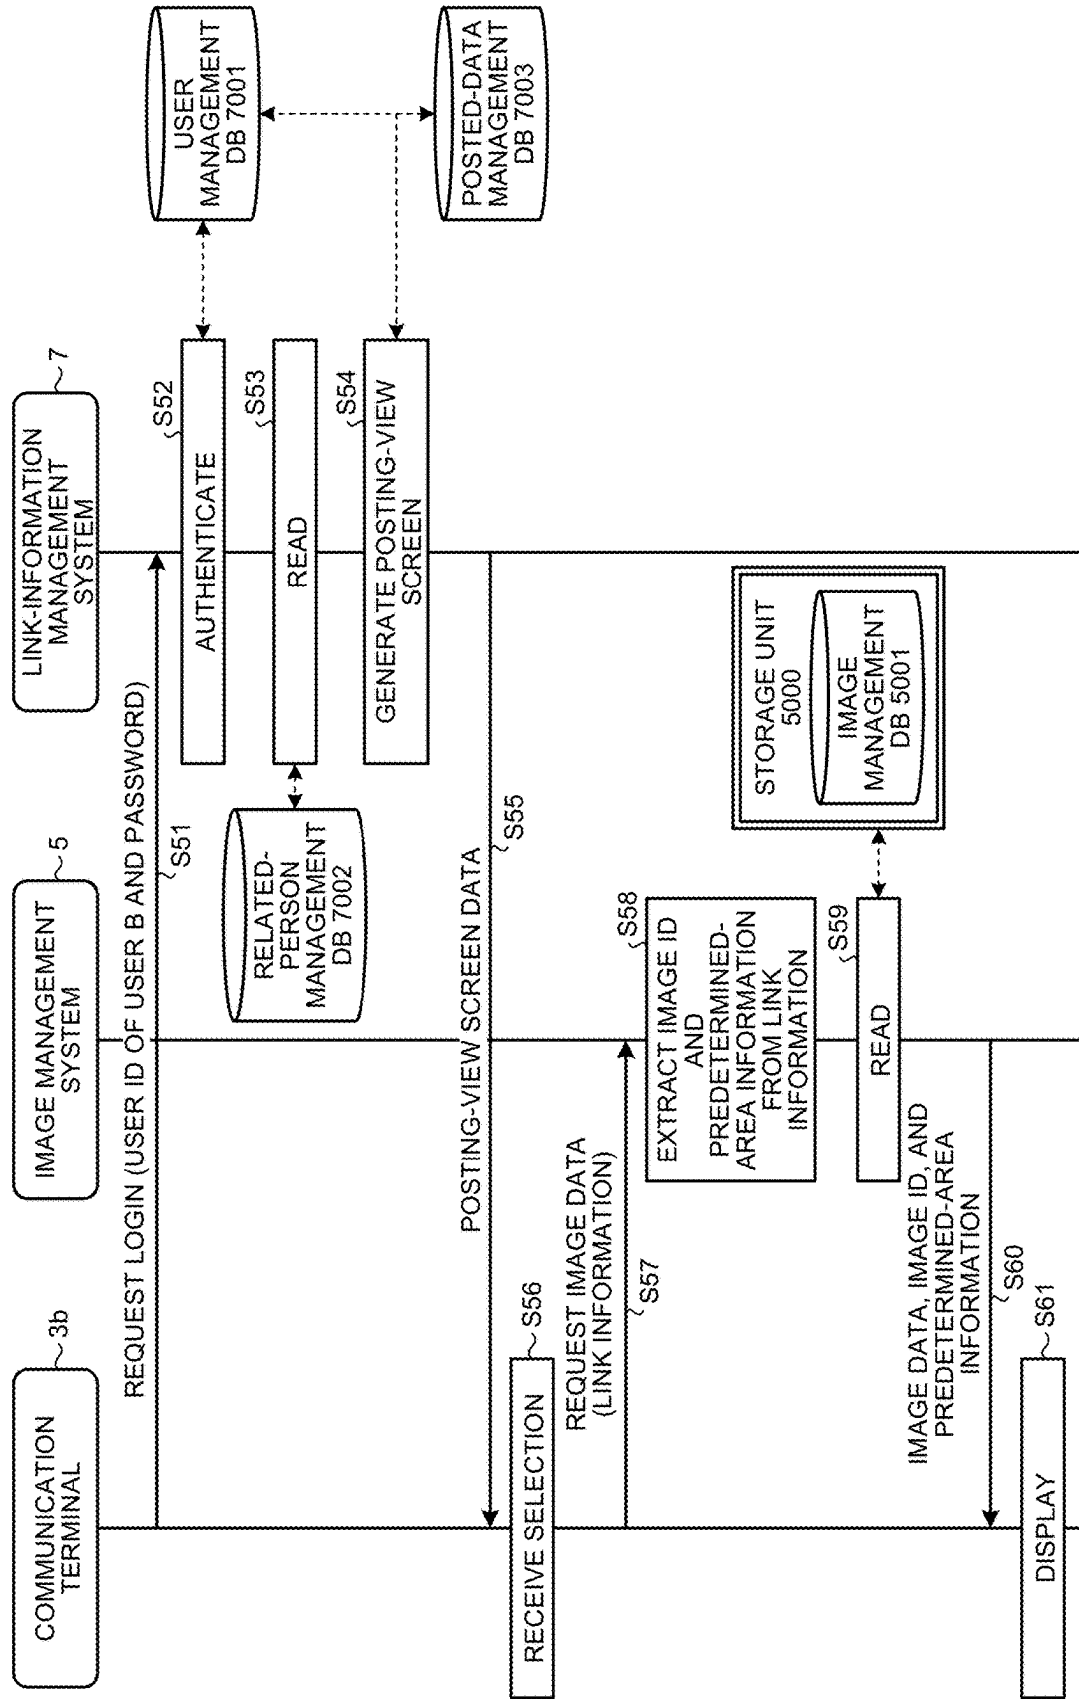 COMMUNICATION
TERMINAL
3b
IMAGE MANAGEMENT
SYSTEM
5
LINK-INFORMATION
MANAGEMENT
SYSTEM
7
REQUEST LOGIN (USER ID OF USER B AND PASSWORD)
S51
AUTHENTICATE
S52
USER
MANAGEMENT
DB 7001
RELATED-
PERSON
MANAGEMENT
DB 7002
READ
S53
GENERATE POSTING-VIEW
SCREEN
S54
POSTED-DATA
MANAGEMENT
DB 7003
POSTING-VIEW SCREEN DATA
S55
RECEIVE SELECTION
S56
REQUEST IMAGE DATA
(LINK INFORMATION)
S57
EXTRACT IMAGE ID
AND
PREDETERMINED-
AREA INFORMATION
FROM LINK
INFORMATION
S58
STORAGE UNIT
5000
IMAGE
MANAGEMENT
DB 5001
READ
S59
IMAGE DATA, IMAGE ID, AND
PREDETERMINED-AREA
INFORMATION
S60
DISPLAY
S61